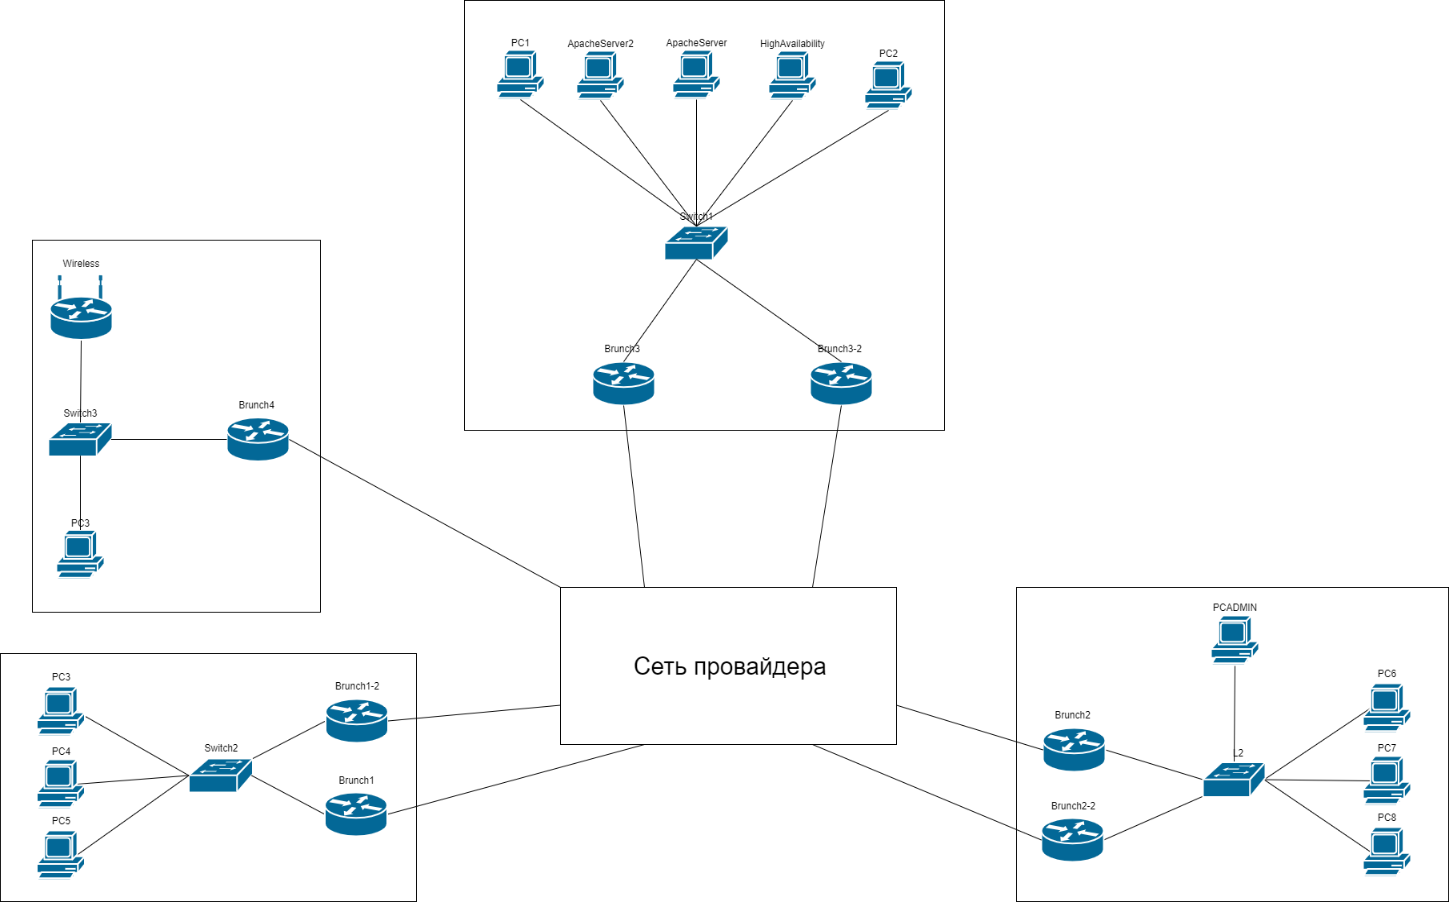 PC1
ApacheServer2
ApacheServer
HighAvailability
PC2
Switch1
Brunch3
Brunch3-2
Wireless
Switch3
Brunch4
PC3
Сеть провайдера
PC3
PC4
PC5
Switch2
Brunch1-2
Brunch1
PCADMIN
Brunch2
Brunch2-2
L2
PC6
PC7
PC8